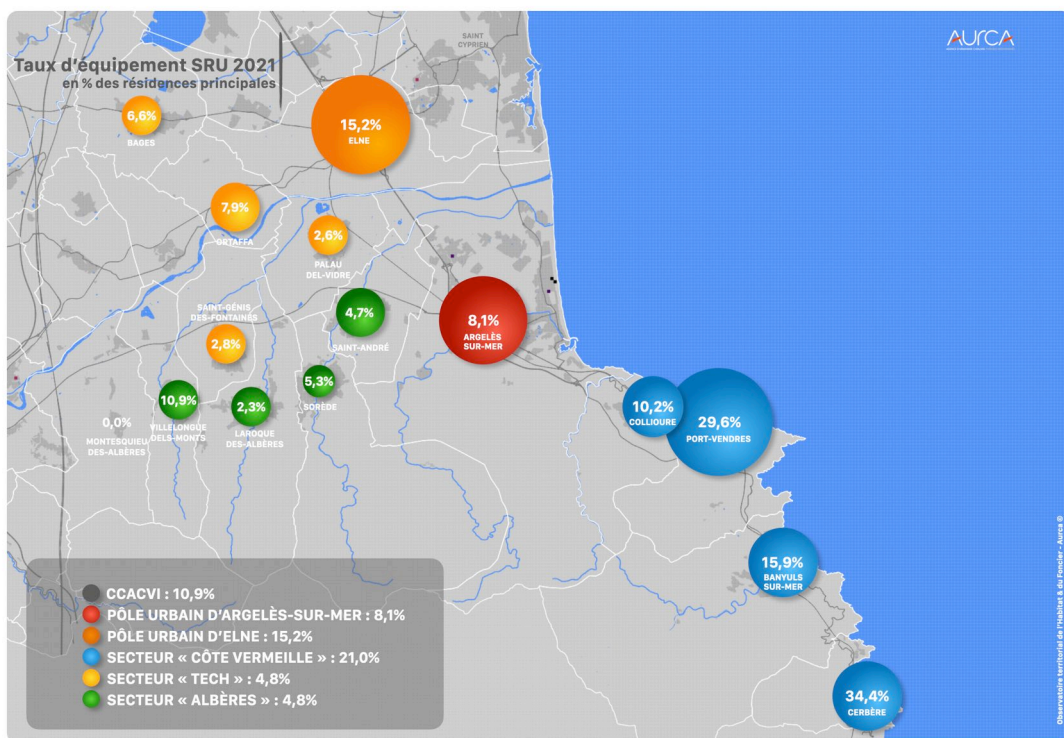 Taux d'équipement SRU 2021
en % des résidences principales
SAINT
CYPRIEN
AURCA
6,6%
BAGES
15,2%
ELNE
7,9%
ORTAFFA
2,6%
PALAU
DEL-VIDRE
SAINT-GÉNIS
DES-FONTAINES
2,8%
4,7%
SAINT-ANDRÉ
8,1%
ARGELÈS
SUR-MER
5,3%
SORÈDE
10,9%
VILLELONGUE
DELS-MONTS
2,3%
LAROQUE
DES-ALBÈRES
0,0%
MONTESQUIEU
DES-ALBÈRES
10,2%
COLLIOURE
29,6%
PORT-VENDRES
15,9%
BANYULS
SUR-MER
34,4%
CERBÈRE
CCACVI : 10,9%
PÔLE URBAIN D'ARGELÈS-SUR-MER : 8,1%
PÔLE URBAIN D'ELNE : 15,2%
SECTEUR « CÔTE VERMEILLE » : 21,0%
SECTEUR « TECH » : 4,8%
SECTEUR « ALBÈRES » : 4,8%
Observatoire territorial de l'Habitat & du Foncier - Aurca ©